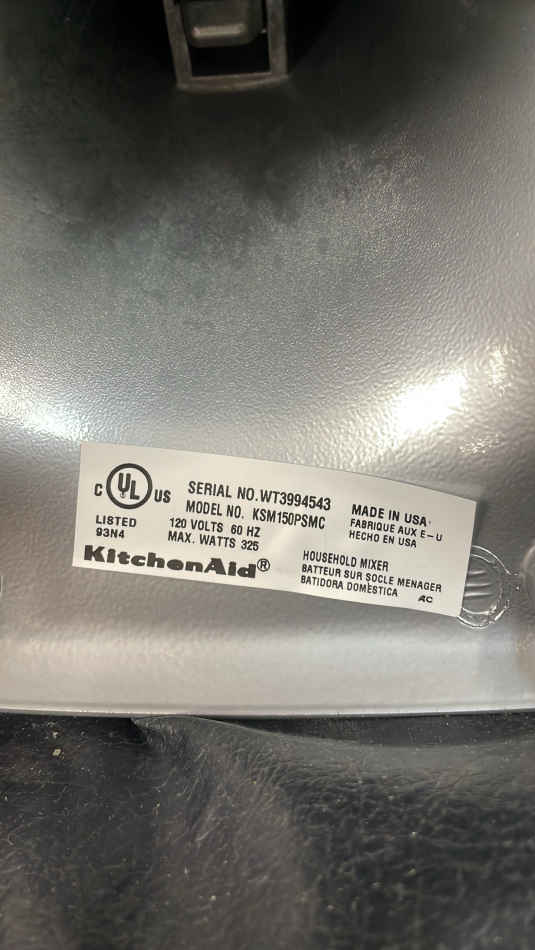 C UL US
LISTED
93N4
SERIAL NO.WT3994543
MODEL NO. KSM150PSMC
120 VOLTS 60 HZ
MAX. WATTS 325
KitchenAid®
MADE IN USA
FABRIQUE AUX E-U
HECHO EN USA
HOUSEHOLD MIXER
BATTEUR SUR SOCLE MENAGER
BATIDORA DOMESTICA
AC